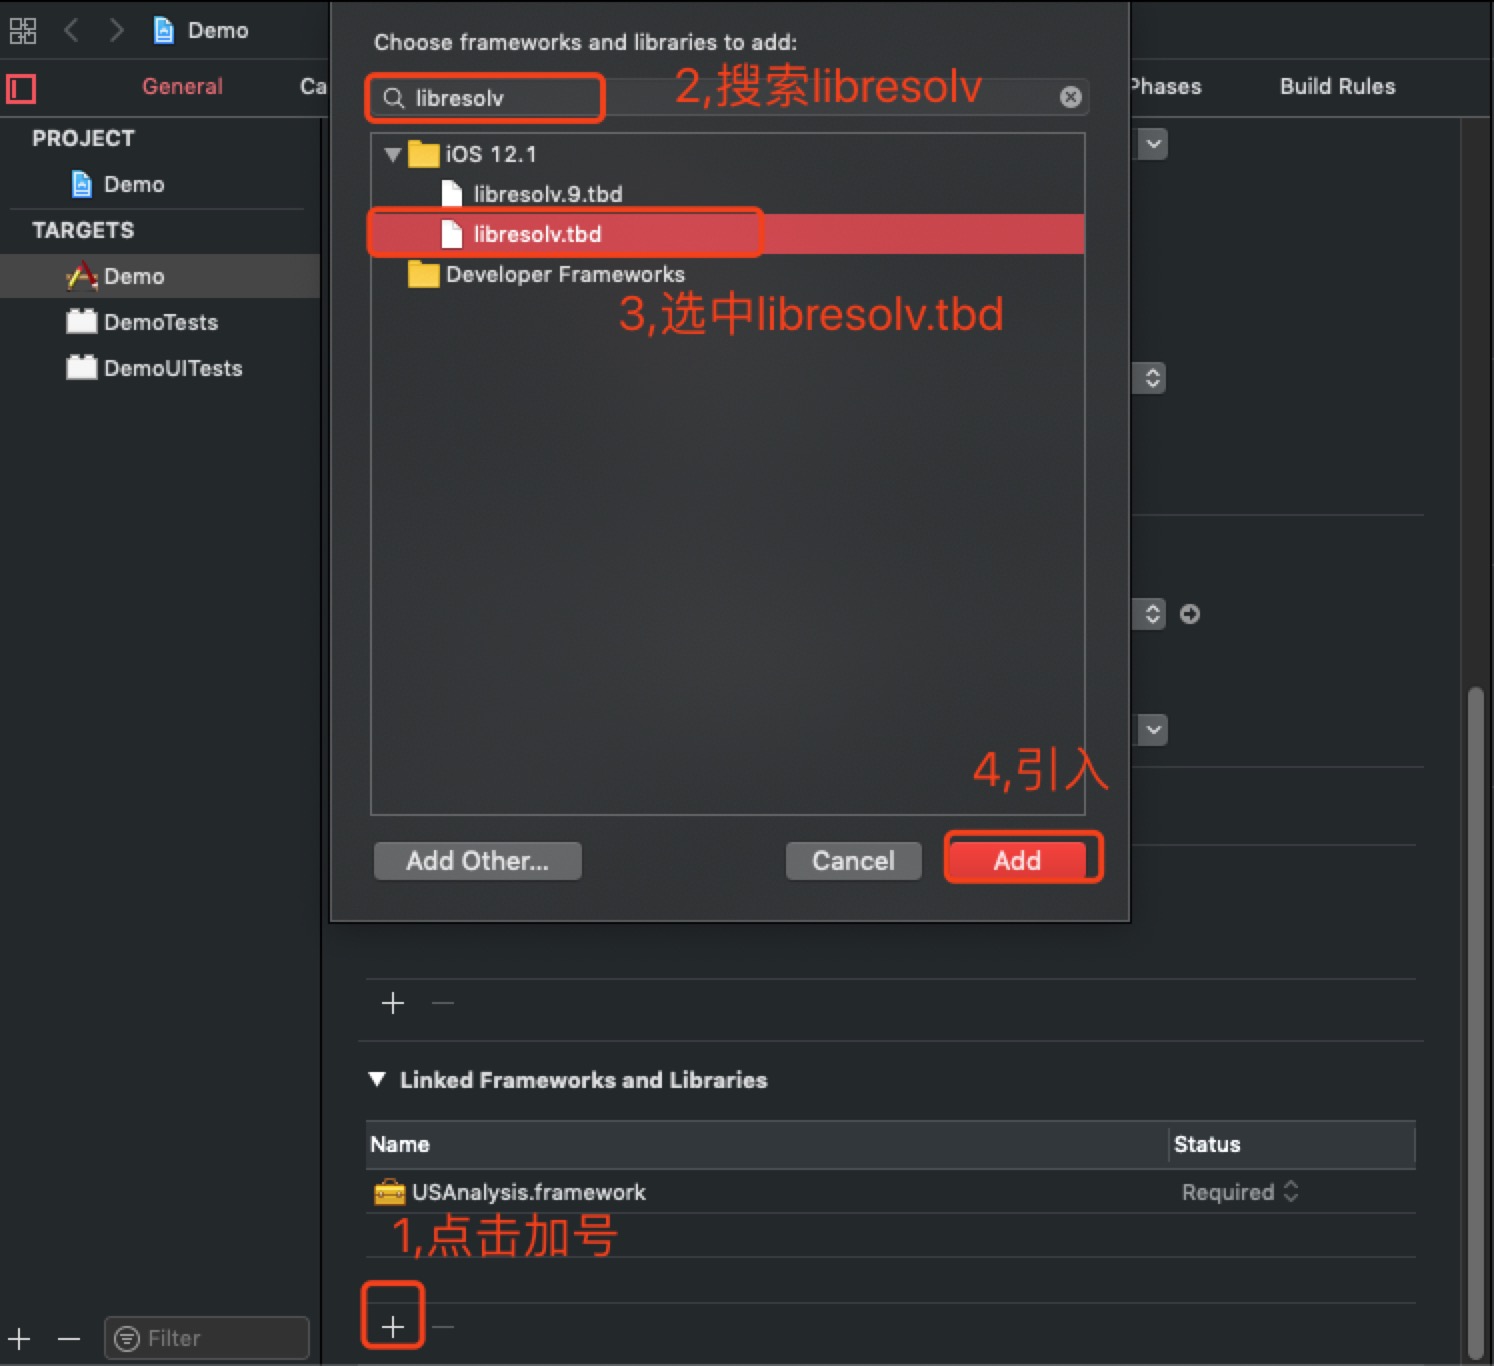 Demo
Choose frameworks and libraries to add:
General
Ca
libresolv
2,搜索libresolv
Phases
Build Rules
PROJECT
Demo
TARGETS
Demo
DemoTests
DemoUITests
iOS 12.1
libresolv.9.tbd
libresolv.tbd
Developer Frameworks
3,选中libresolv.tbd
4,引入
Add Other...
Cancel
Add
Linked Frameworks and Libraries
Name
Status
USAnalysis.framework
Required
1,点击加号
Filter